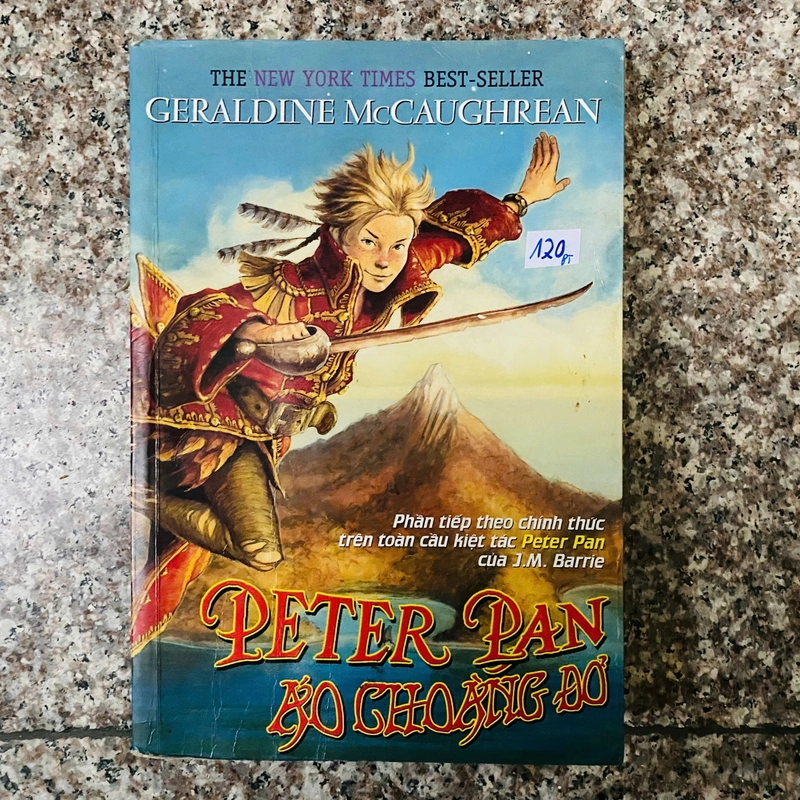 THE NEW YORK TIMES BEST-SELLER
GERALDINE McCAUGHREAN
120
PT
Phần tiếp theo chính thức
trên toàn cầu kiệt tác Peter Pan
của J.M. Barrie
PETER PAN
ÁO CHOÀNG ĐỎ